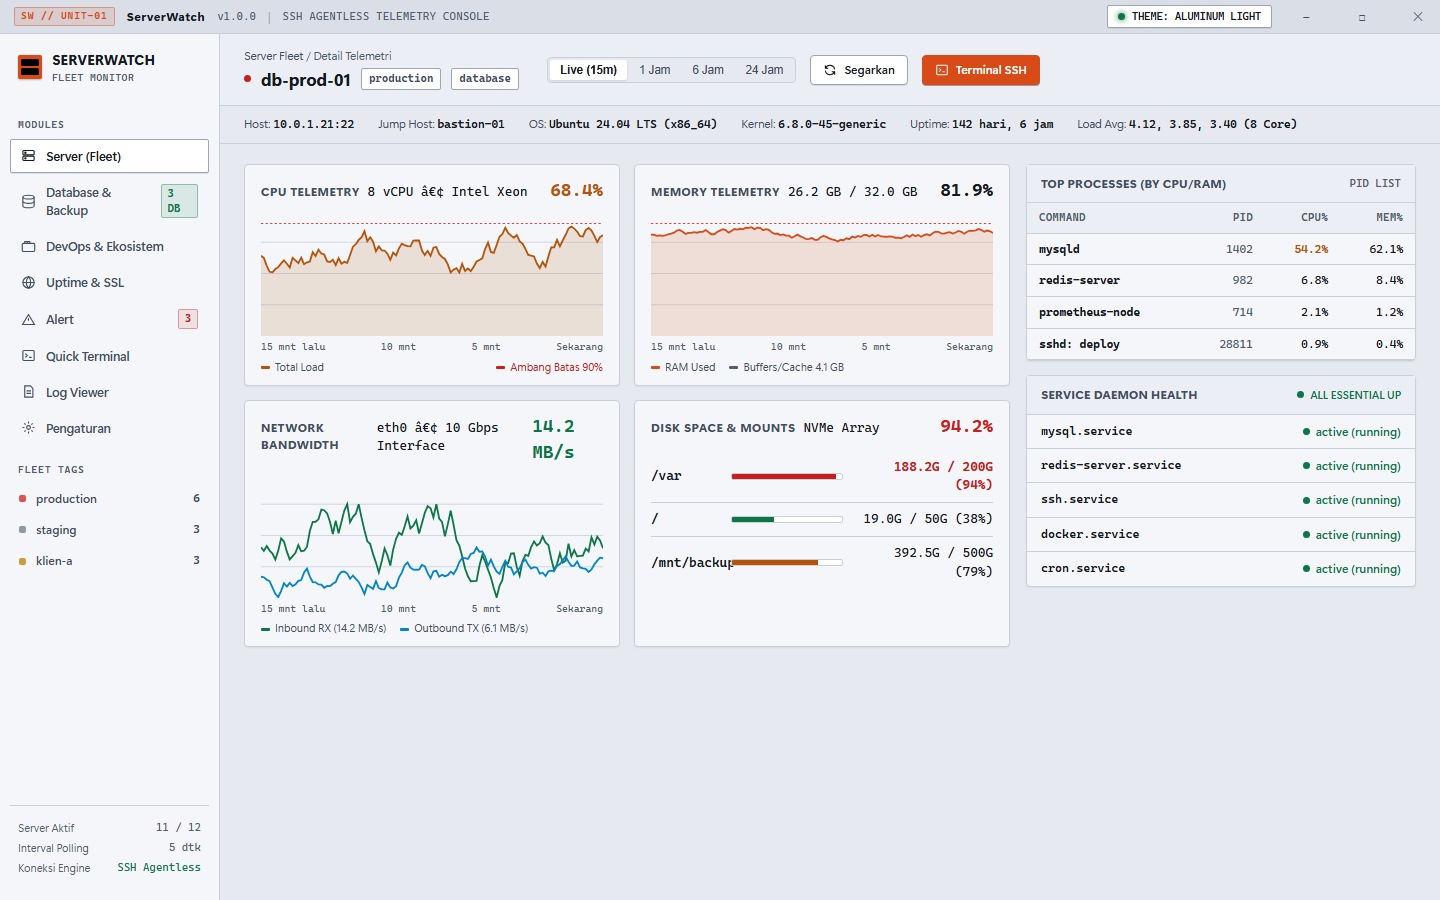 SW // UNIT-01 ServerWatch v1.0.0 | SSH AGENTLESS TELEMETRY CONSOLE
THEME: ALUMINUM LIGHT
SERVERWATCH
FLEET MONITOR
MODULES
Server (Fleet)
Database & Backup
3 DB
DevOps & Ekosistem
Uptime & SSL
Alert 3
Quick Terminal
Log Viewer
Pengaturan
FLEET TAGS
production 6
staging 3
klien-a 3
Server Aktif 11 / 12
Interval Polling 5 dtk
Koneksi Engine SSH Agentless
Server Fleet / Detail Telemetri
db-prod-01 production database
Live (15m) 1 Jam 6 Jam 24 Jam
Segarkan
Terminal SSH
Host: 10.0.1.21:22 Jump Host: bastion-01 OS: Ubuntu 24.04 LTS (x86_64) Kernel: 6.8.0-45-generic Uptime: 142 hari, 6 jam Load Avg: 4.12, 3.85, 3.40 (8 Core)
CPU TELEMETRY 8 vCPU â€¢ Intel Xeon 68.4%
15 mnt lalu 10 mnt 5 mnt Sekarang
Total Load Ambang Batas 90%
MEMORY TELEMETRY 26.2 GB / 32.0 GB 81.9%
15 mnt lalu 10 mnt 5 mnt Sekarang
RAM Used Buffers/Cache 4.1 GB
NETWORK BANDWIDTH
eth0 â€¢ 10 Gbps Interface
14.2 MB/s
15 mnt lalu 10 mnt 5 mnt Sekarang
Inbound RX (14.2 MB/s) Outbound TX (6.1 MB/s)
DISK SPACE & MOUNTS NVMe Array 94.2%
/var 188.2G / 200G (94%)
/ 19.0G / 50G (38%)
/mnt/backup 392.5G / 500G (79%)
TOP PROCESSES (BY CPU/RAM) PID LIST
COMMAND PID CPU% MEM%
mysqld 1402 54.2% 62.1%
redis-server 982 6.8% 8.4%
prometheus-node 714 2.1% 1.2%
sshd: deploy 28811 0.9% 0.4%
SERVICE DAEMON HEALTH ALL ESSENTIAL UP
mysql.service active (running)
redis-server.service active (running)
ssh.service active (running)
docker.service active (running)
cron.service active (running)